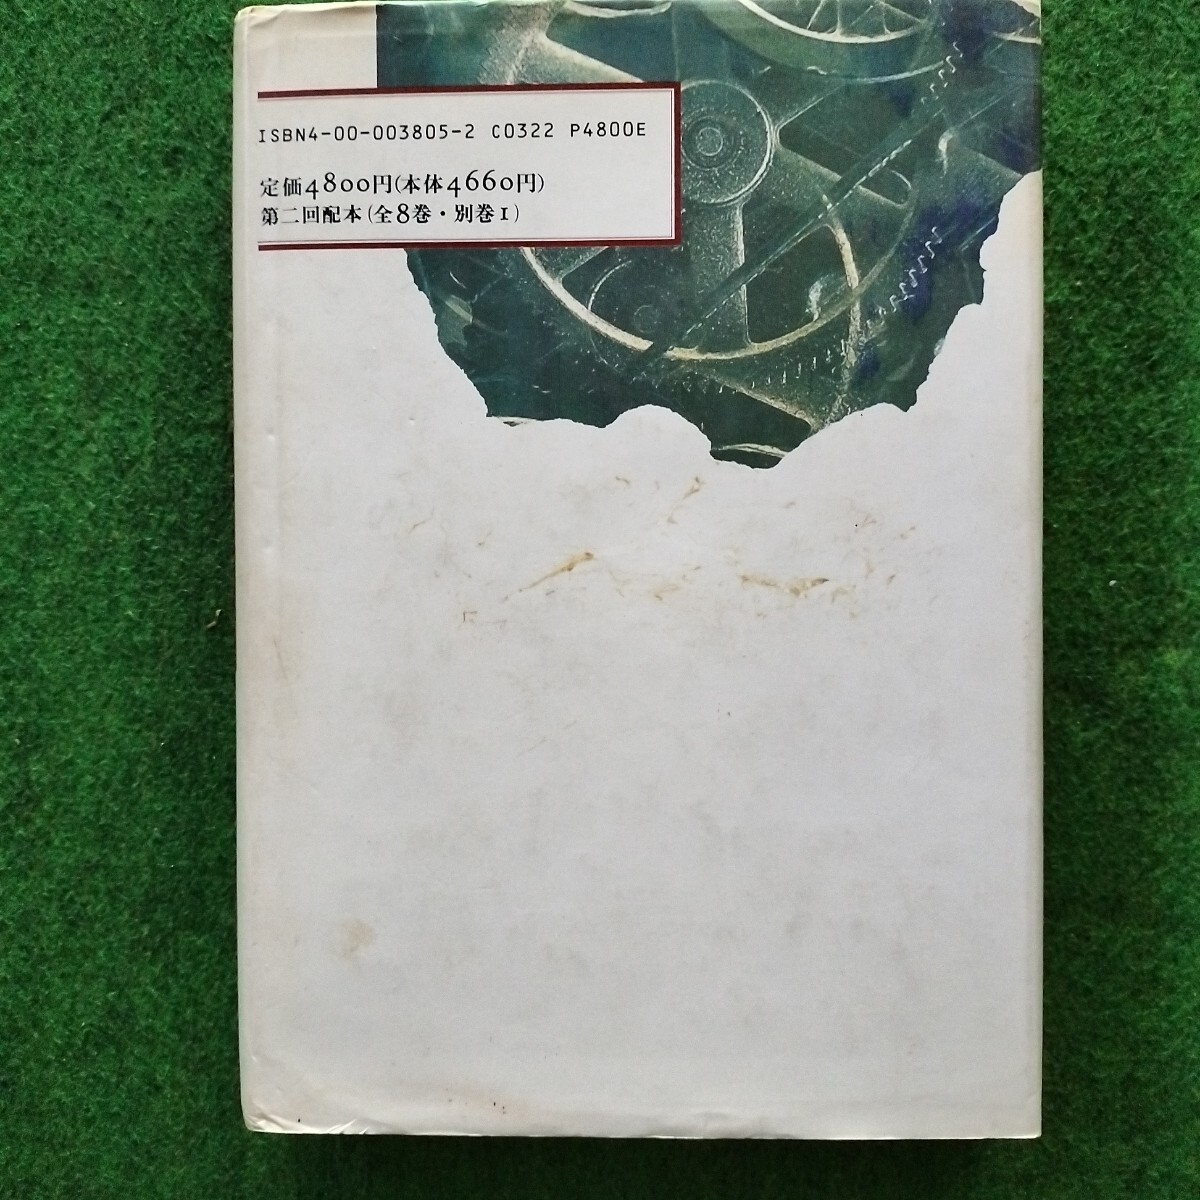 ISBN4-00-003805-2 C0322 P4800E
定価4800円(本体4660円)
第二回配本(全8巻・別巻I)